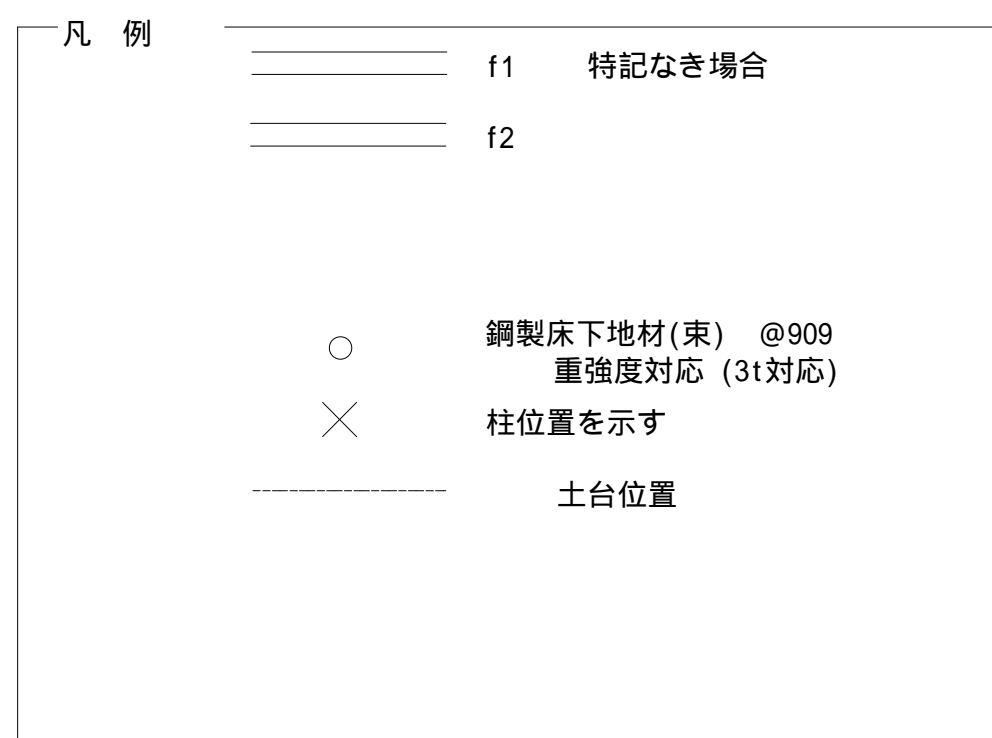 凡　例
f1　　特記なき場合
f2
鋼製床下地材(束)　@909
重強度対応 (3t対応)
柱位置を示す
土台位置